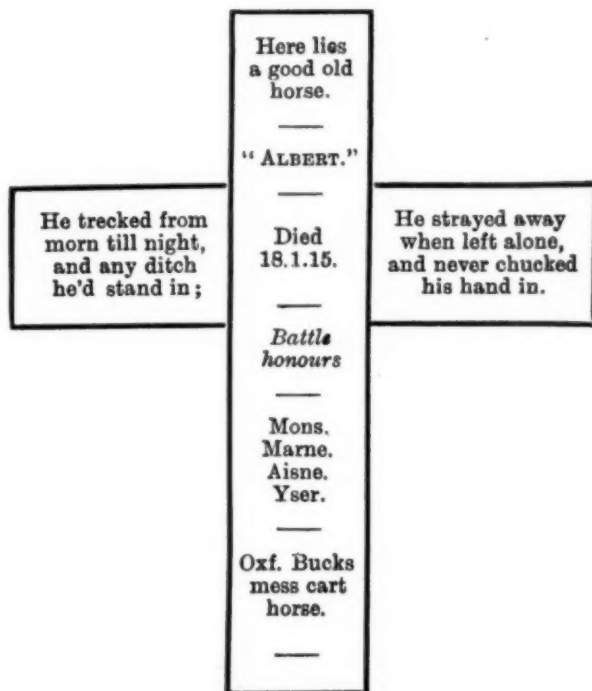 Here lies
a good old
horse.
"ALBERT."
He trecked from
morn till night,
and any ditch
he'd stand in;
Died
18.1.15.
He strayed away
when left alone,
and never chucked
his hand in.
Battle
honours
Mons.
Marne.
Aisne.
Yser.
Oxf. Bucks
mess cart
horse.